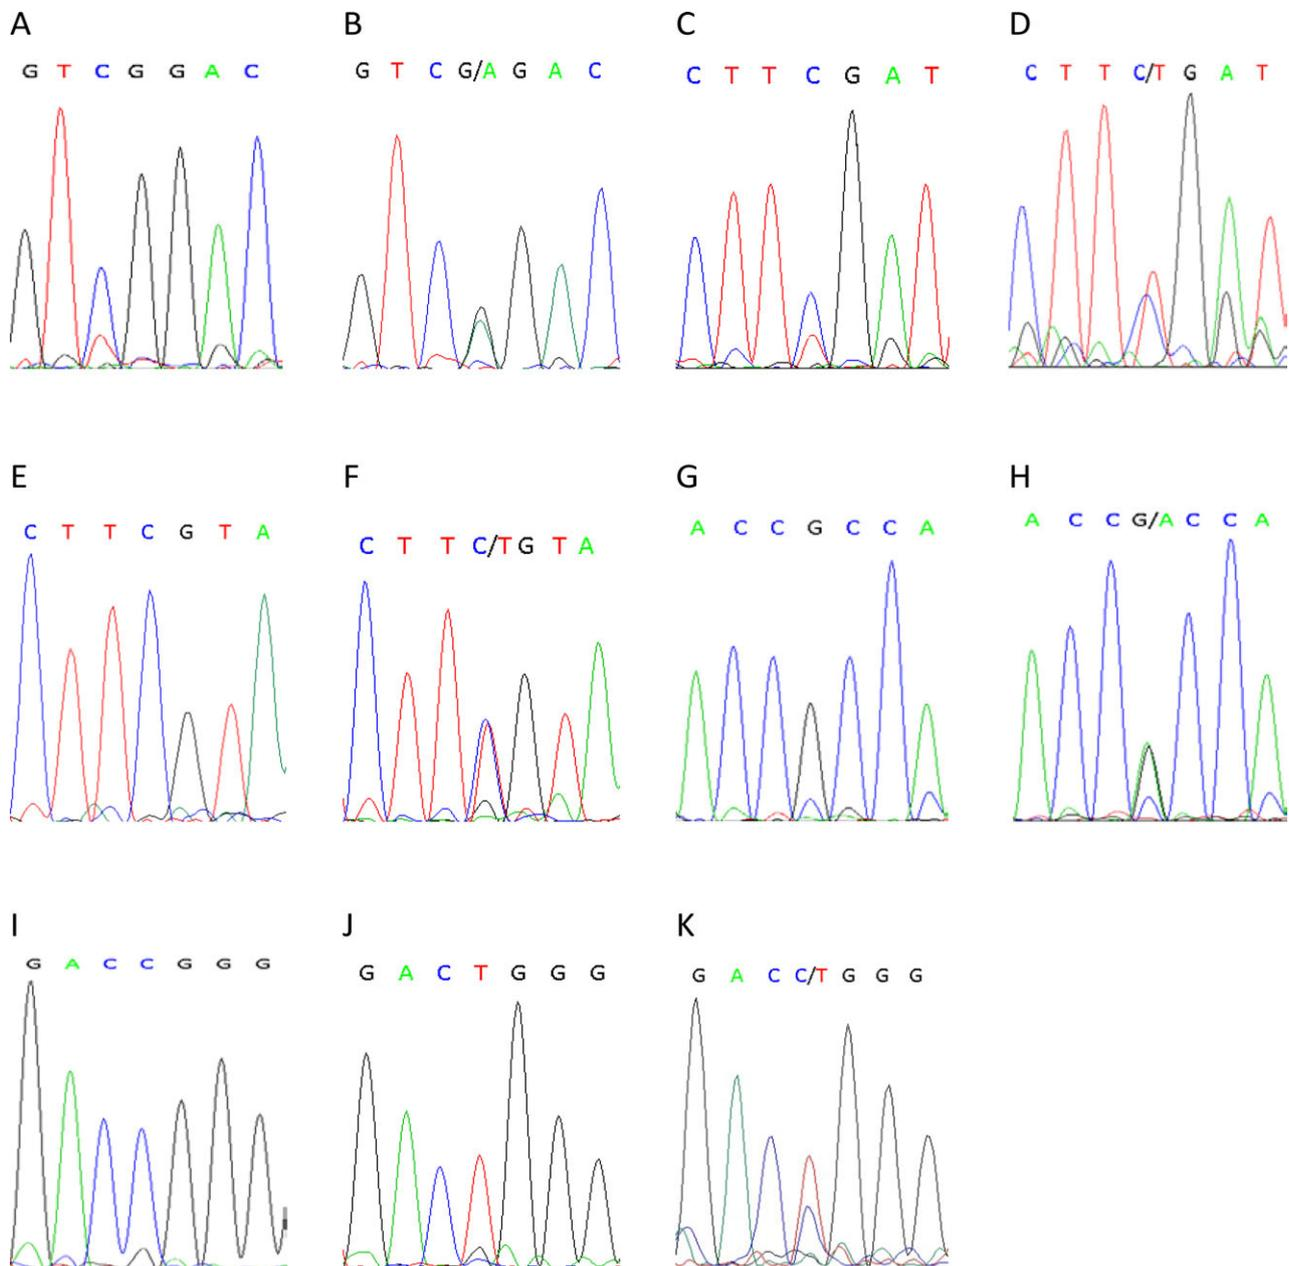 A
G T C G G A C
B
G T C G/A G A C
C
C T T C G A T
D
C T T C/T G A T
E
C T T C G T A
F
C T T C/T G T A
G
A C C G C C A
H
A C C G/A C C A
I
G A C C G G G
J
G A C T G G G
K
G A C C/T G G G